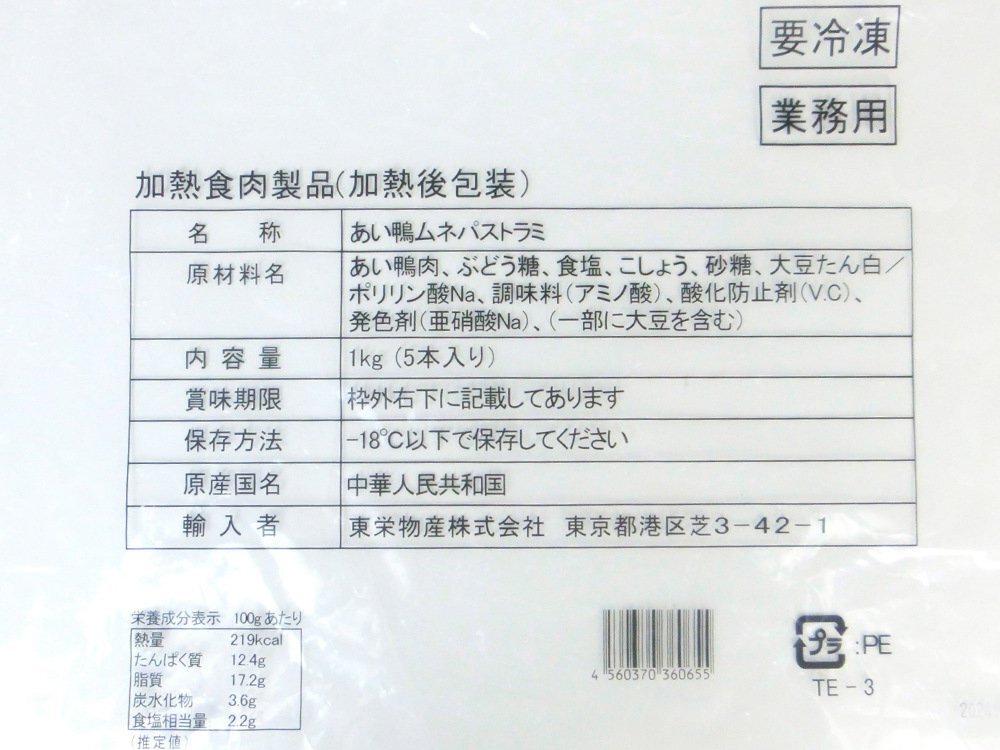 要冷凍
業務用
加熱食肉製品(加熱後包装)
名 称 あい鴨ムネパストラミ
原材料名 あい鴨肉、ぶどう糖、食塩、こしょう、砂糖、大豆たん白／
ポリリン酸Na、調味料(アミノ酸)、酸化防止剤(V.C)、
発色剤(亜硝酸Na)、(一部に大豆を含む)
内容量 1kg (5本入り)
賞味期限 枠外右下に記載してあります
保存方法 -18℃以下で保存してください
原産国名 中華人民共和国
輸入者 東栄物産株式会社 東京都港区芝3-42-1
栄養成分表示 100gあたり
熱量 219kcal
たんぱく質 12.4g
脂質 17.2g
炭水化物 3.6g
食塩相当量 2.2g
(推定値)
4 560370 360655
プラ :PE
TE-3